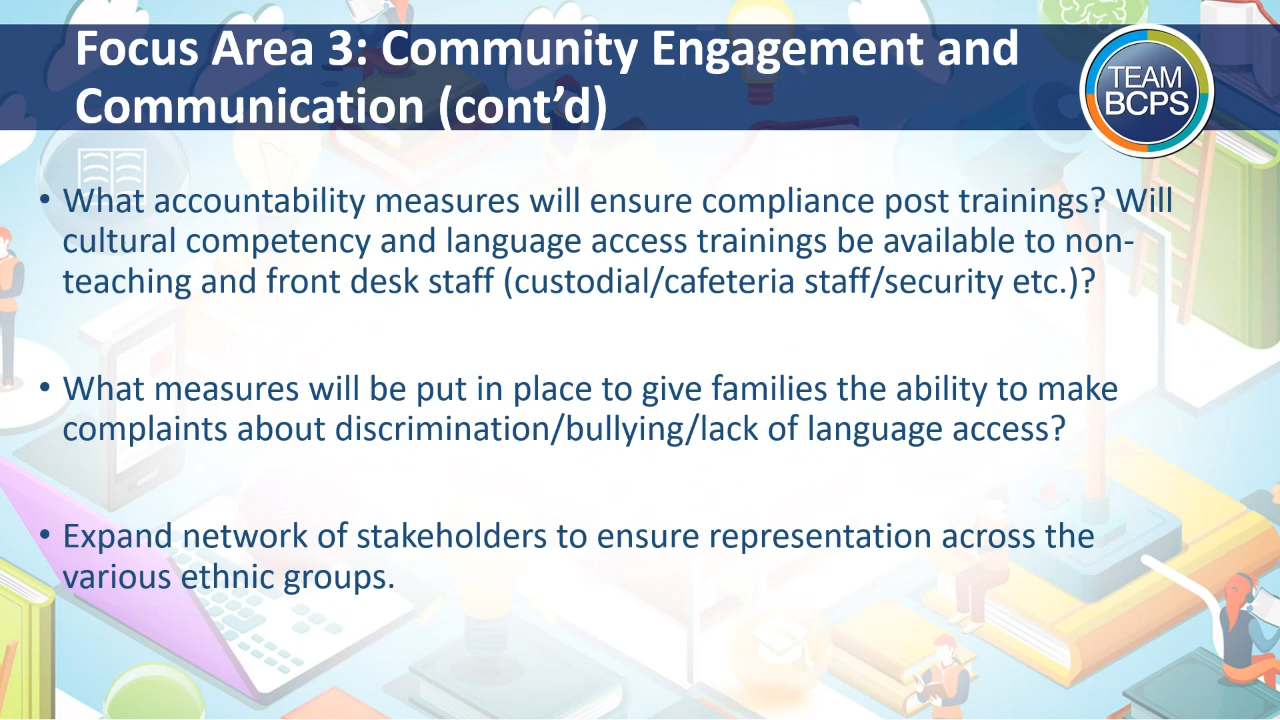 Focus Area 3: Community Engagement and
Communication (cont’d)
TEAM
BCPS
• What accountability measures will ensure compliance post trainings? Will
cultural competency and language access trainings be available to non-
teaching and front desk staff (custodial/cafeteria staff/security etc.)?
• What measures will be put in place to give families the ability to make
complaints about discrimination/bullying/lack of language access?
• Expand network of stakeholders to ensure representation across the
various ethnic groups.